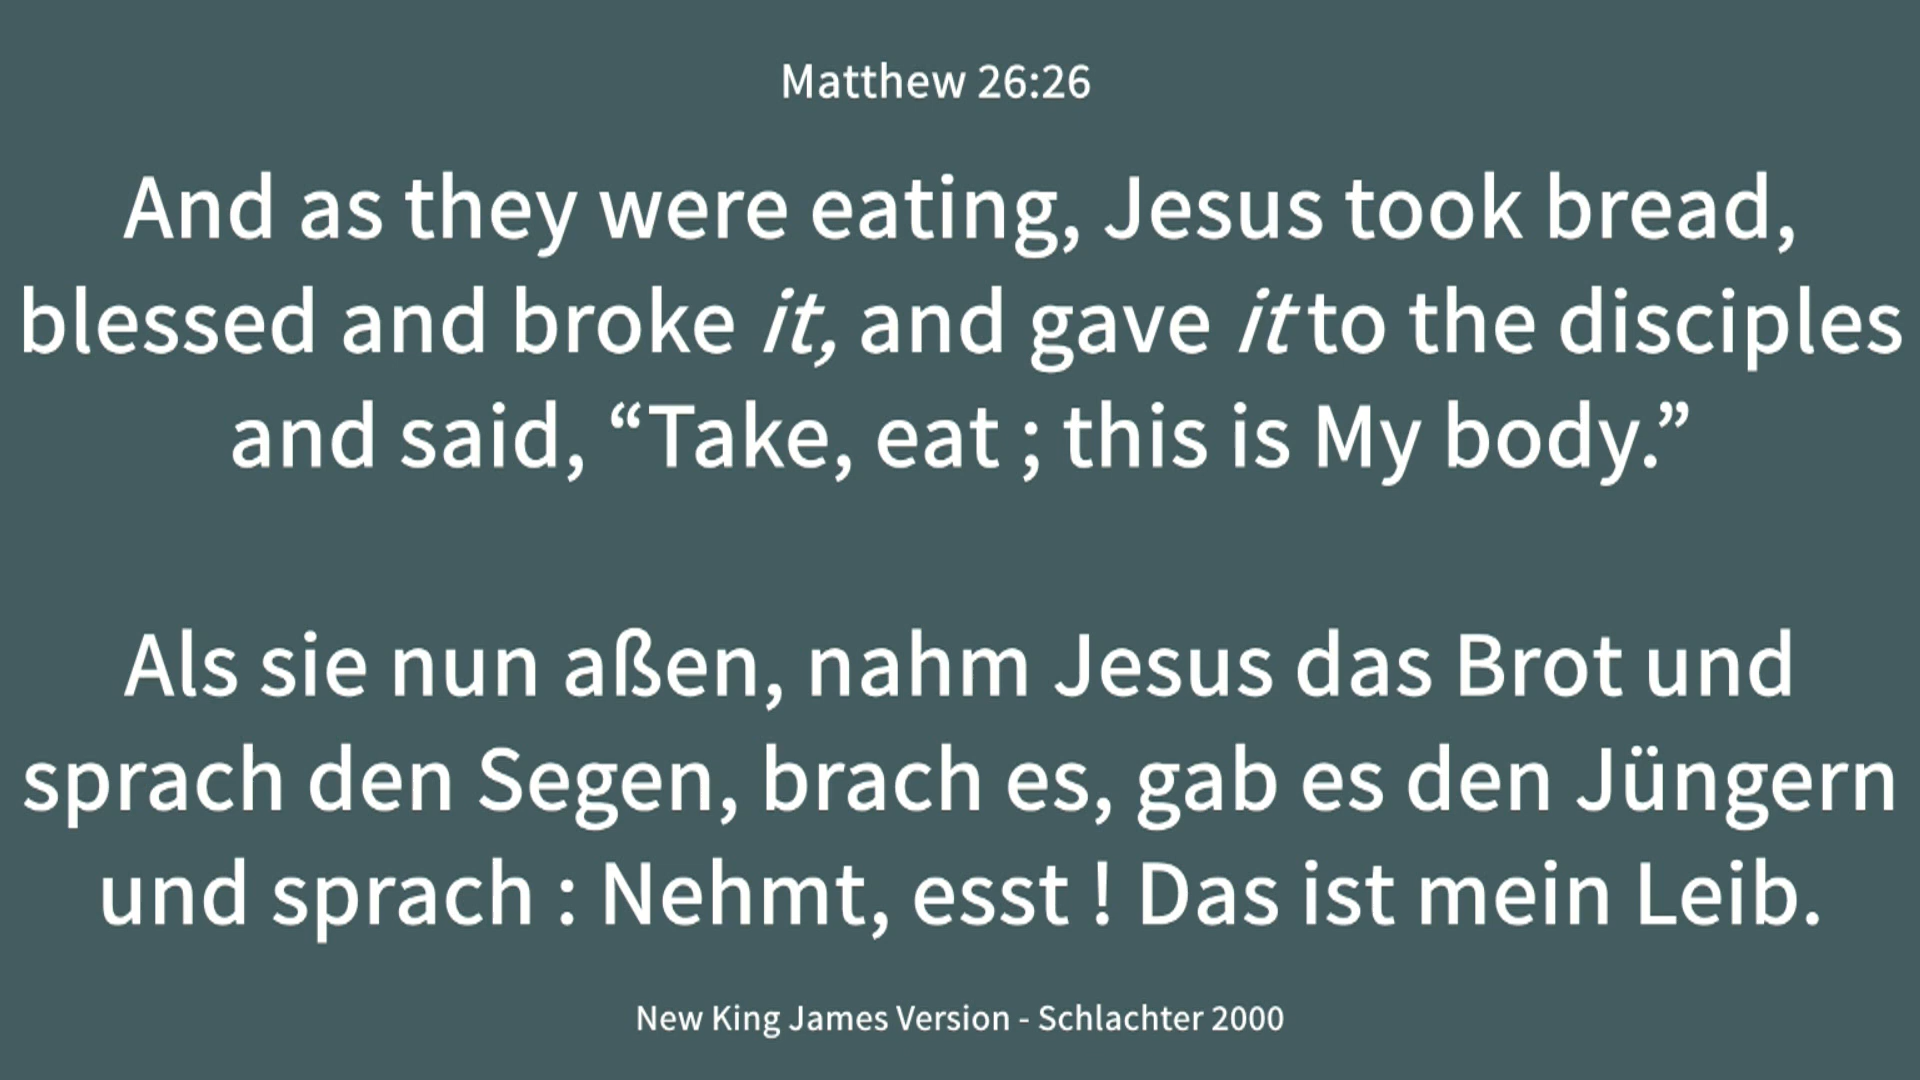 Matthew 26:26
And as they were eating, Jesus took bread,
blessed and broke it, and gave it to the disciples
and said, “Take, eat ; this is My body.”
Als sie nun aßen, nahm Jesus das Brot und
sprach den Segen, brach es, gab es den Jüngern
und sprach : Nehmt, esst ! Das ist mein Leib.
New King James Version - Schlachter 2000